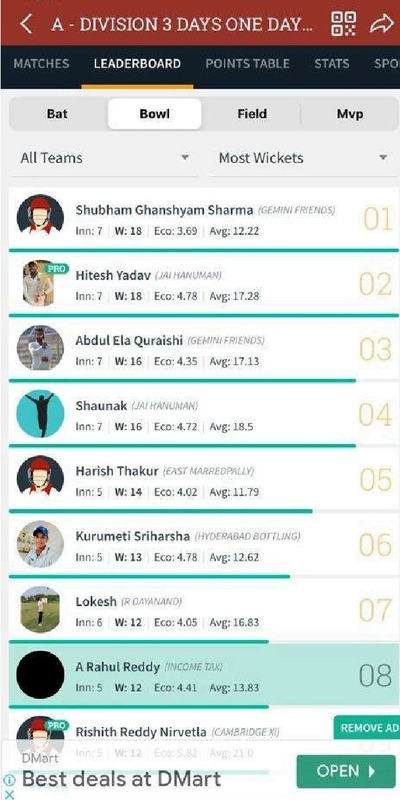 A - DIVISION 3 DAYS ONE DAY...
MATCHES LEADERBOARD POINTS TABLE STATS SPO
Bat Bowl Field Mvp
All Teams Most Wickets
Shubham Ghanshyam Sharma (GEMINI FRIENDS) 01
Inn: 7 W: 18 Eco: 3.69 Avg: 12.22
PRO
Hitesh Yadav (JAI HANUMAN) 02
Inn: 7 W: 18 Eco: 4.78 Avg: 17.28
Abdul Ela Quraishi (GEMINI FRIENDS) 03
Inn: 7 W: 16 Eco: 4.35 Avg: 17.13
Shaunak (JAI HANUMAN) 04
Inn: 7 W: 16 Eco: 4.72 Avg: 18.5
Harish Thakur (EAST MARREDPALLY) 05
Inn: 5 W: 14 Eco: 4.02 Avg: 11.79
Kurumeti Sriharsha (HYDERABAD BOTTLING) 06
Inn: 5 W: 13 Eco: 4.78 Avg: 12.62
Lokesh (R DAYANAND) 07
Inn: 6 W: 12 Eco: 4.05 Avg: 16.83
A Rahul Reddy (INCOME TAX) 08
Inn: 5 W: 12 Eco: 4.41 Avg: 13.83
PRO
Rishith Reddy Nirvetla (CAMBRIDGE XI)
REMOVE AD
Inn: 5 W: 12 Eco: 5.82 Avg: 21.0
DMart
Best deals at DMart
OPEN